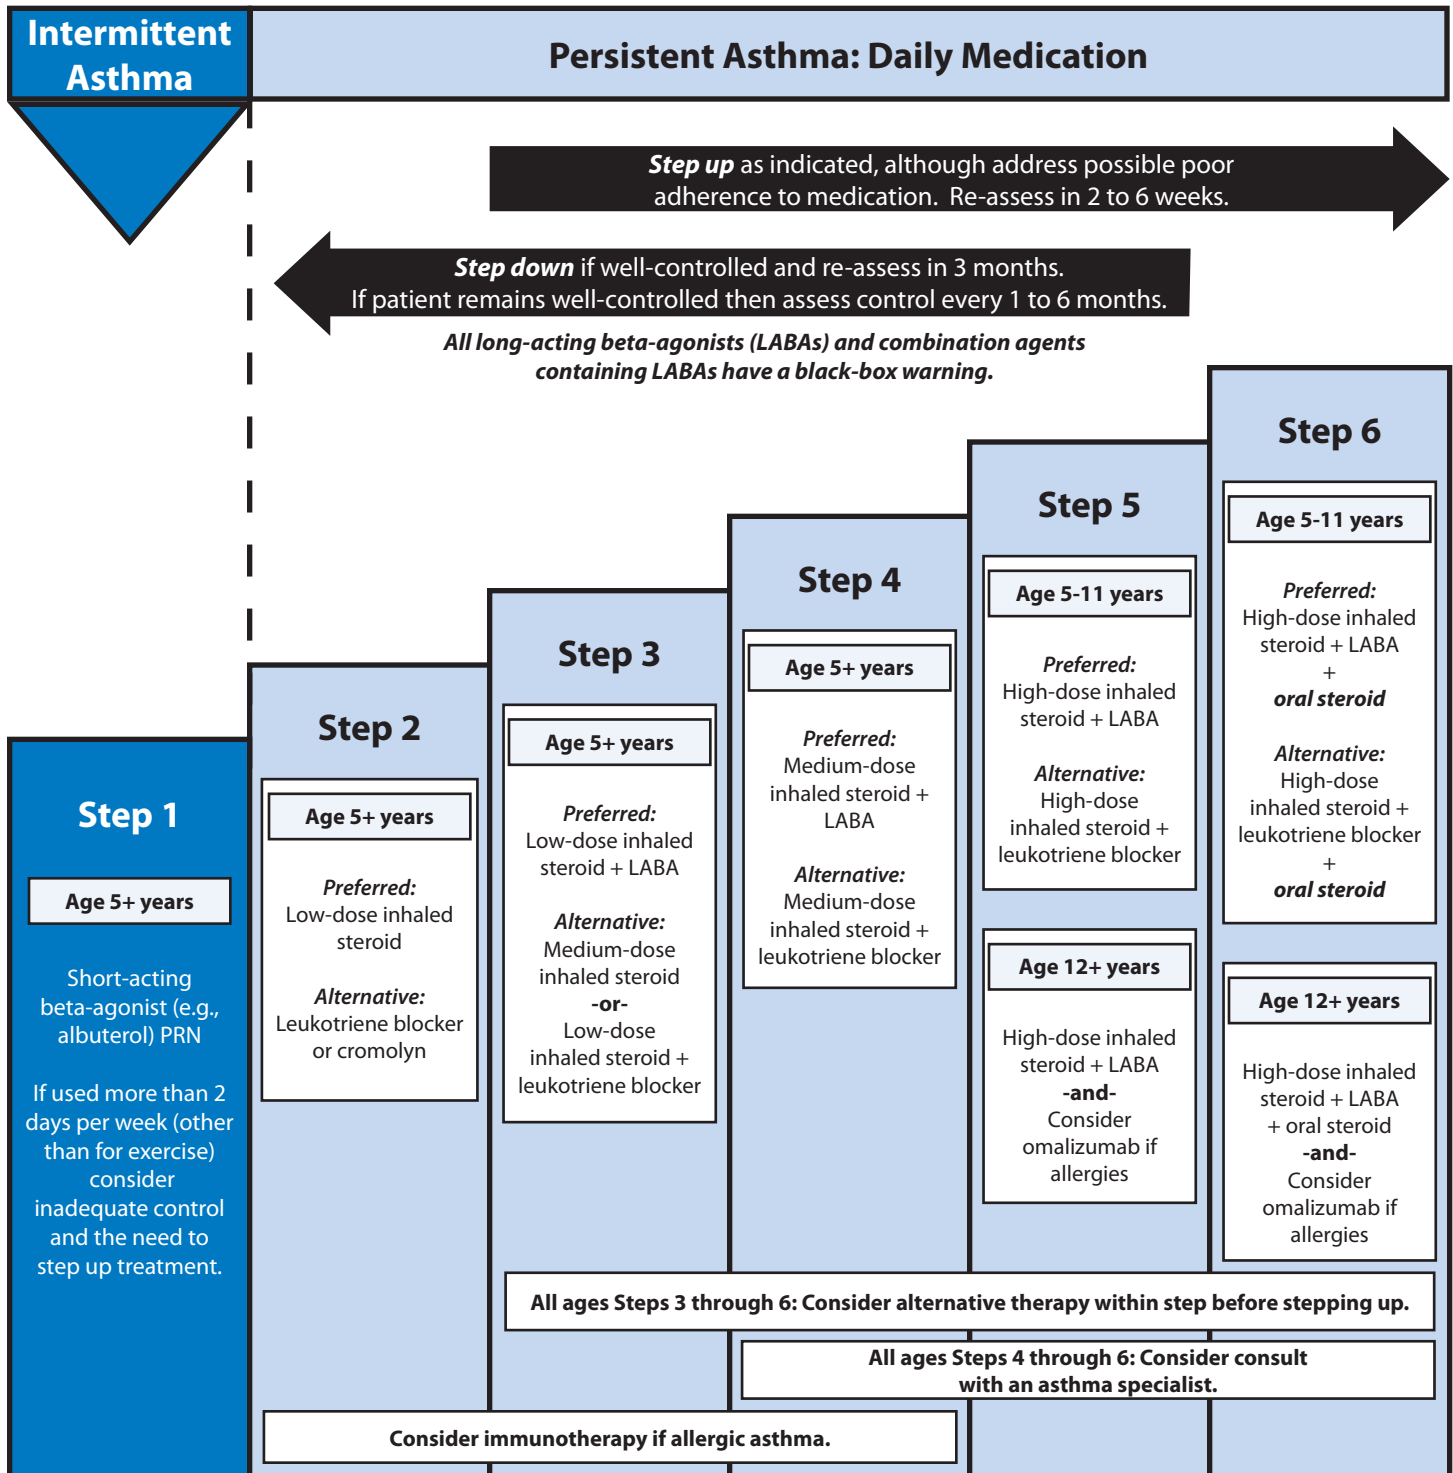 Intermittent
Asthma
Persistent Asthma: Daily Medication
Step up as indicated, although address possible poor
adherence to medication. Re-assess in 2 to 6 weeks.
Step down if well-controlled and re-assess in 3 months.
If patient remains well-controlled then assess control every 1 to 6 months.
All long-acting beta-agonists (LABAs) and combination agents
containing LABAs have a black-box warning.
Step 1
Age 5+ years
Short-acting
beta-agonist (e.g.,
albuterol) PRN
If used more than 2
days per week (other
than for exercise)
consider
inadequate control
and the need to
step up treatment.
Step 2
Age 5+ years
Preferred:
Low-dose inhaled
steroid
Alternative:
Leukotriene blocker
or cromolyn
Step 3
Age 5+ years
Preferred:
Low-dose inhaled
steroid + LABA
Alternative:
Medium-dose
inhaled steroid
-or-
Low-dose
inhaled steroid +
leukotriene blocker
Step 4
Age 5+ years
Preferred:
Medium-dose
inhaled steroid +
LABA
Alternative:
Medium-dose
inhaled steroid +
leukotriene blocker
Step 5
Age 5-11 years
Preferred:
High-dose inhaled
steroid + LABA
Alternative:
High-dose
inhaled steroid +
leukotriene blocker
Age 12+ years
High-dose inhaled
steroid + LABA
-and-
Consider
omalizumab if
allergies
Step 6
Age 5-11 years
Preferred:
High-dose inhaled
steroid + LABA
+
oral steroid
Alternative:
High-dose
inhaled steroid +
leukotriene blocker
+
oral steroid
Age 12+ years
High-dose inhaled
steroid + LABA
+ oral steroid
-and-
Consider
omalizumab if
allergies
All ages Steps 3 through 6: Consider alternative therapy within step before stepping up.
All ages Steps 4 through 6: Consider consult
with an asthma specialist.
Consider immunotherapy if allergic asthma.